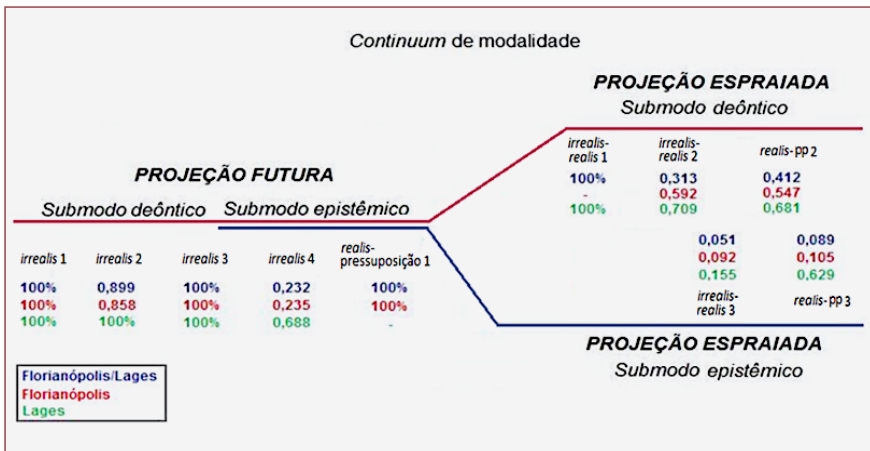 Continuum de modalidade
PROJEÇÃO ESPRAIADA
Submodo deôntico
irrealis-realis 1 irrealis-realis 2 realis-pp 2
100% 0,313 0,412
- 0,592 0,547
100% 0,709 0,681
PROJEÇÃO FUTURA
Submodo deôntico Submodo epistêmico
irrealis 1 irrealis 2 irrealis 3 irrealis 4 realis-pressuposição 1
100% 0,899 100% 0,232 100%
100% 0,858 100% 0,235 100%
100% 100% 100% 0,688 -
0,051 0,089
0,092 0,105
0,155 0,629
irrealis-realis 3 realis-pp 3
PROJEÇÃO ESPRAIADA
Submodo epistêmico
Florianópolis/Lages
Florianópolis
Lages